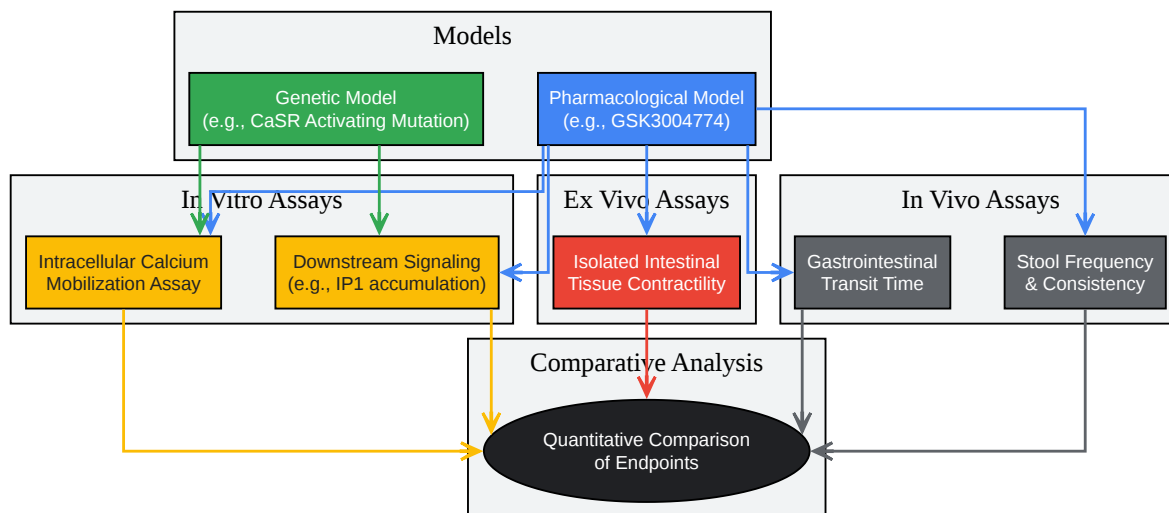 Models
Genetic Model
(e.g., CaSR Activating Mutation)
Pharmacological Model
(e.g., GSK3004774)
In Vitro Assays
Ex Vivo Assays
In Vivo Assays
Intracellular Calcium
Mobilization Assay
Downstream Signaling
(e.g., IP1 accumulation)
Isolated Intestinal
Tissue Contractility
Gastrointestinal
Transit Time
Stool Frequency
& Consistency
Comparative Analysis
Quantitative Comparison
of Endpoints